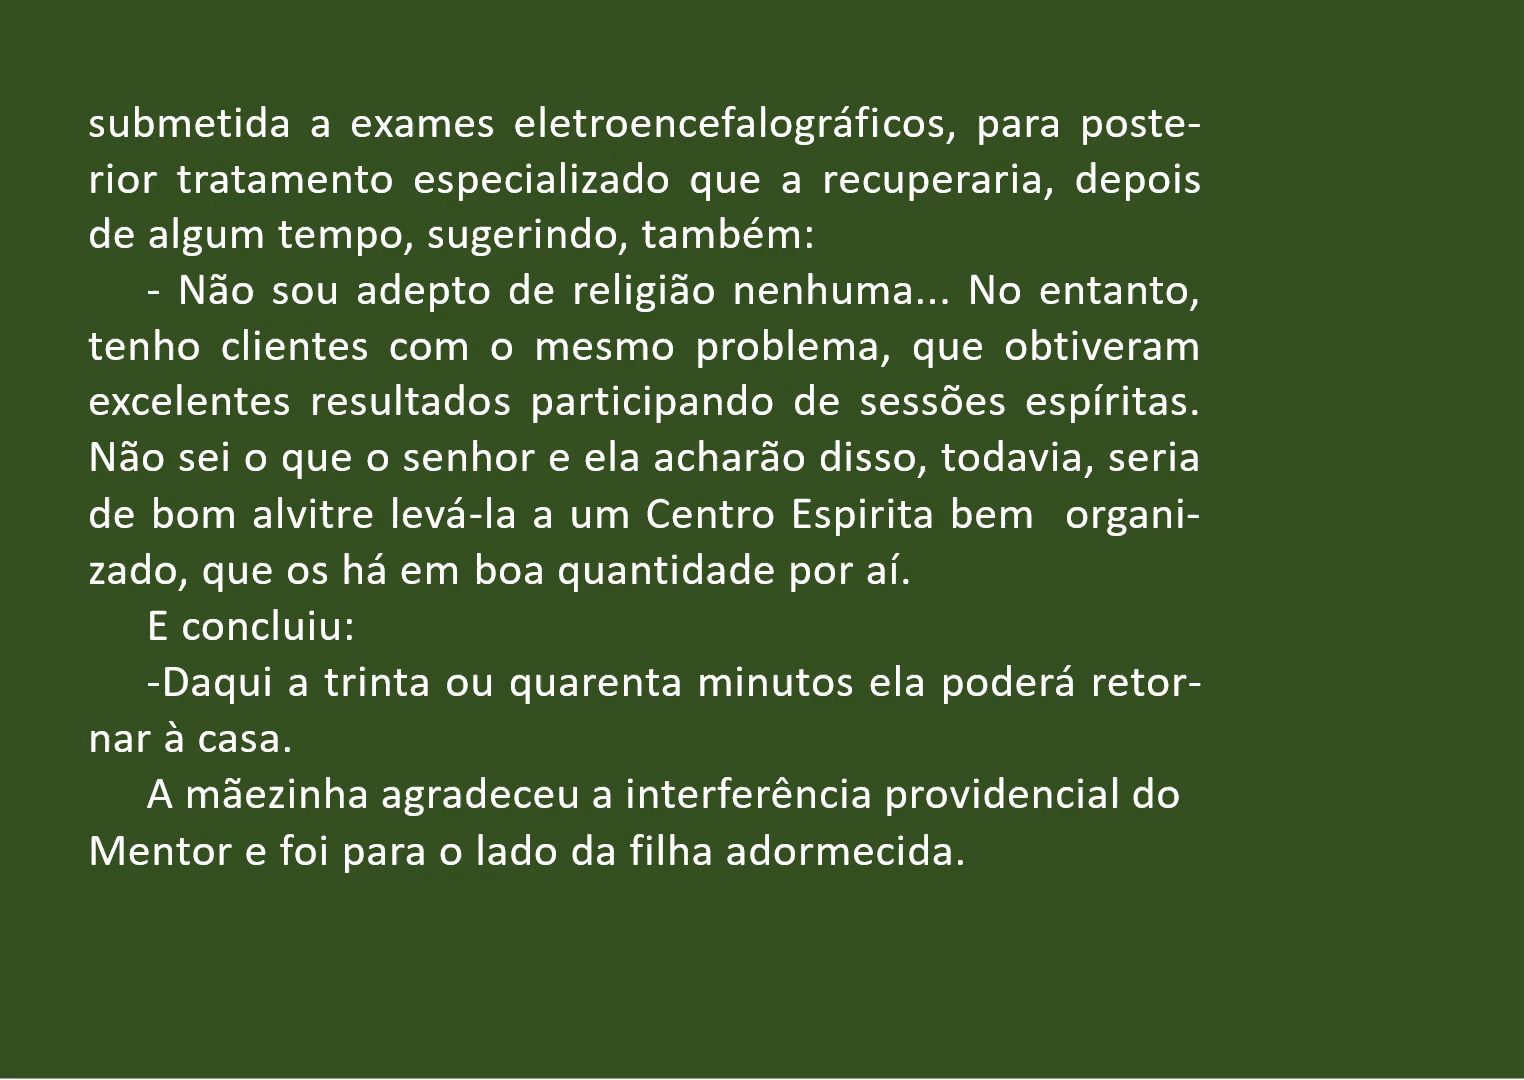 submetida a exames eletroencefalográficos, para poste-
rior tratamento especializado que a recuperaria, depois
de algum tempo, sugerindo, também:
- Não sou adepto de religião nenhuma... No entanto,
tenho clientes com o mesmo problema, que obtiveram
excelentes resultados participando de sessões espíritas.
Não sei o que o senhor e ela acharão disso, todavia, seria
de bom alvitre levá-la a um Centro Espirita bem  organi-
zado, que os há em boa quantidade por aí.
E concluiu:
-Daqui a trinta ou quarenta minutos ela poderá retor-
nar à casa.
A mãezinha agradeceu a interferência providencial do
Mentor e foi para o lado da filha adormecida.